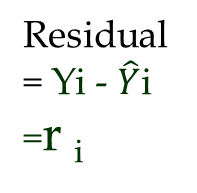 Residual
= Yi - Ŷi
=r i